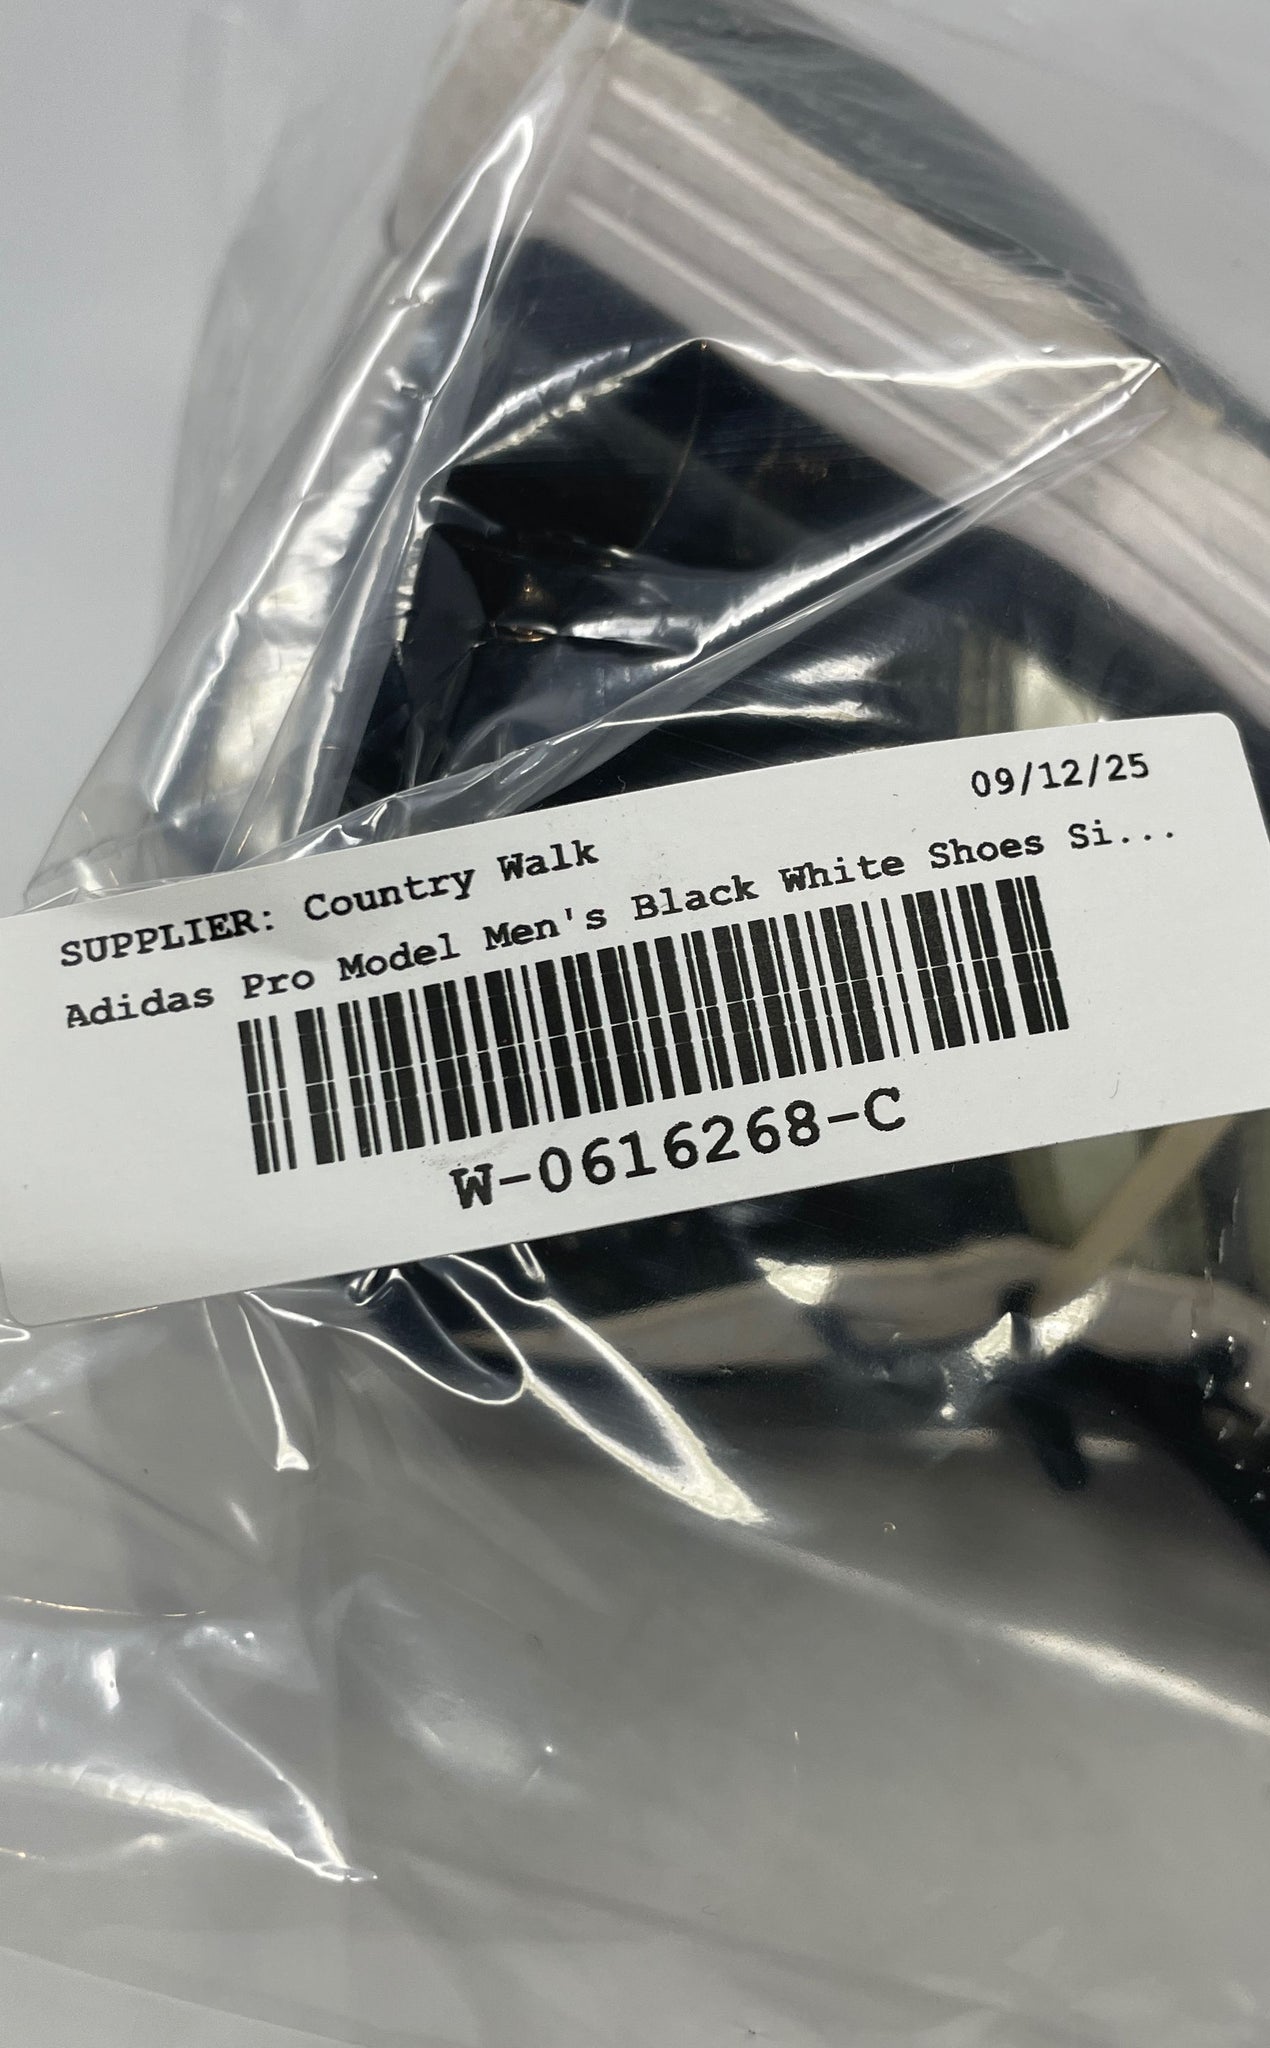 09/12/25
SUPPLIER: Country Walk
Adidas Pro Model Men's Black White Shoes Si...
W-0616268-C